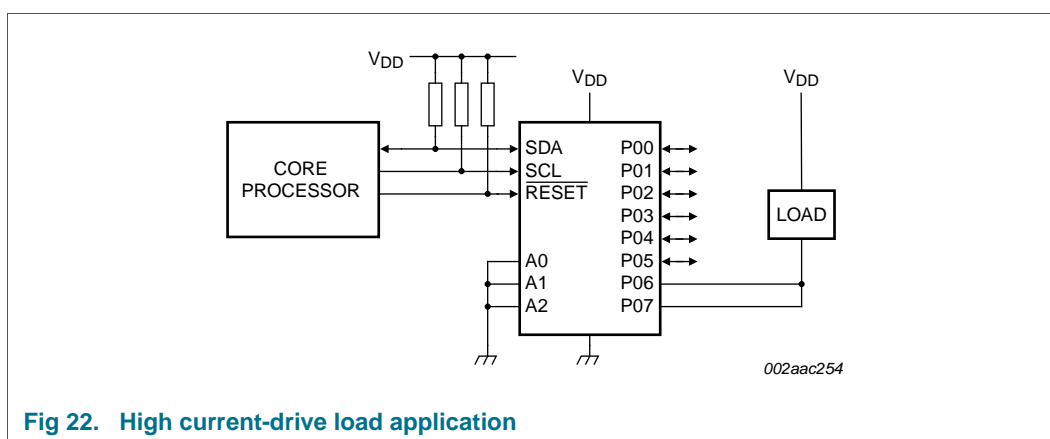 VDD
VDD
VDD
CORE
PROCESSOR
SDA
SCL
RESET
A0
A1
A2
P00
P01
P02
P03
P04
P05
P06
P07
LOAD
002aac254
Fig 22. High current-drive load application